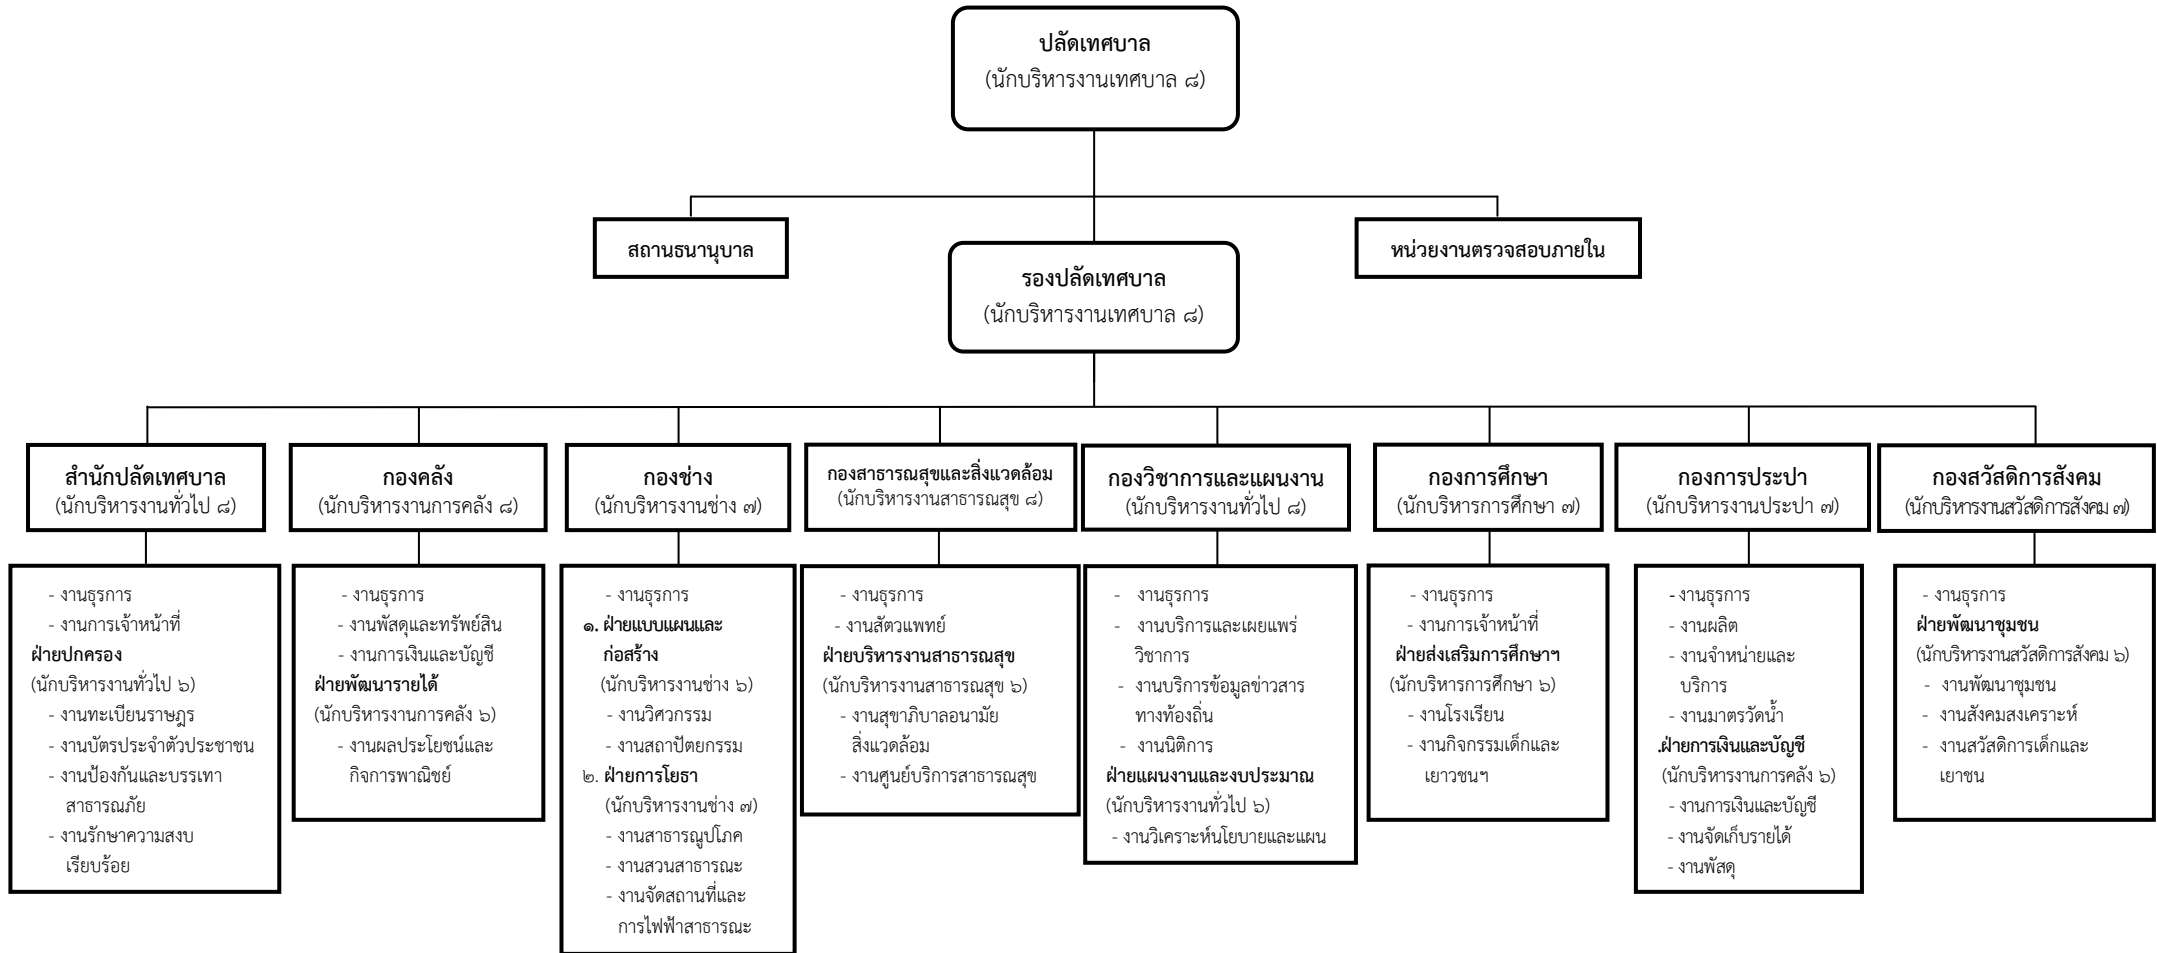 ปลัดเทศบาล
(นักบริหารงานเทศบาล ๘)
สถานธนานุบาล
หน่วยงานตรวจสอบภายใน
รองปลัดเทศบาล
(นักบริหารงานเทศบาล ๘)
สำนักปลัดเทศบาล
(นักบริหารงานทั่วไป ๘)
- งานธุรการ
- งานการเจ้าหน้าที่
ฝ่ายปกครอง
(นักบริหารงานทั่วไป ๖)
- งานทะเบียนราษฎร
- งานบัตรประจำตัวประชาชน
- งานป้องกันและบรรเทา
สาธารณภัย
- งานรักษาความสงบ
เรียบร้อย
กองคลัง
(นักบริหารงานการคลัง ๘)
- งานธุรการ
- งานพัสดุและทรัพย์สิน
- งานการเงินและบัญชี
ฝ่ายพัฒนารายได้
(นักบริหารงานการคลัง ๖)
- งานผลประโยชน์และ
กิจการพาณิชย์
กองช่าง
(นักบริหารงานช่าง ๗)
- งานธุรการ
๑. ฝ่ายแบบแผนและ
ก่อสร้าง
(นักบริหารงานช่าง ๖)
- งานวิศวกรรม
- งานสถาปัตยกรรม
๒. ฝ่ายการโยธา
(นักบริหารงานช่าง ๗)
- งานสาธารณูปโภค
- งานสวนสาธารณะ
- งานจัดสถานที่และ
การไฟฟ้าสาธารณะ
กองสาธารณสุขและสิ่งแวดล้อม
(นักบริหารงานสาธารณสุข ๘)
- งานธุรการ
- งานสัตวแพทย์
ฝ่ายบริหารงานสาธารณสุข
(นักบริหารงานสาธารณสุข ๖)
- งานสุขาภิบาลอนามัย
สิ่งแวดล้อม
- งานศูนย์บริการสาธารณสุข
กองวิชาการและแผนงาน
(นักบริหารงานทั่วไป ๘)
- งานธุรการ
- งานบริการและเผยแพร่
วิชาการ
- งานบริการข้อมูลข่าวสาร
ทางท้องถิ่น
- งานนิติการ
ฝ่ายแผนงานและงบประมาณ
(นักบริหารงานทั่วไป ๖)
- งานวิเคราะห์นโยบายและแผน
กองการศึกษา
(นักบริหารการศึกษา ๗)
- งานธุรการ
- งานการเจ้าหน้าที่
ฝ่ายส่งเสริมการศึกษาฯ
(นักบริหารการศึกษา ๖)
- งานโรงเรียน
- งานกิจกรรมเด็กและ
เยาวชนฯ
กองการประปา
(นักบริหารงานประปา ๗)
- งานธุรการ
- งานผลิต
- งานจำหน่ายและ
บริการ
- งานมาตรวัดน้ำ
.ฝ่ายการเงินและบัญชี
(นักบริหารงานการคลัง ๖)
- งานการเงินและบัญชี
- งานจัดเก็บรายได้
- งานพัสดุ
กองสวัสดิการสังคม
(นักบริหารงานสวัสดิการสังคม ๗)
- งานธุรการ
ฝ่ายพัฒนาชุมชน
(นักบริหารงานสวัสดิการสังคม ๖)
- งานพัฒนาชุมชน
- งานสังคมสงเคราะห์
- งานสวัสดิการเด็กและ
เยาชน